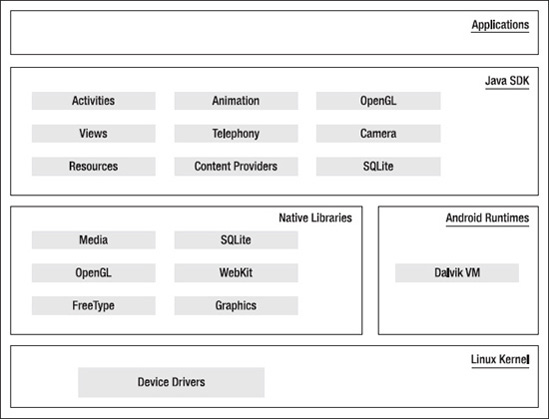 Applications
Java SDK
Activities Animation OpenGL
Views Telephony Camera
Resources Content Providers SQLite
Native Libraries
Media SQLite
OpenGL WebKit
FreeType Graphics
Android Runtimes
Dalvik VM
Linux Kernel
Device Drivers